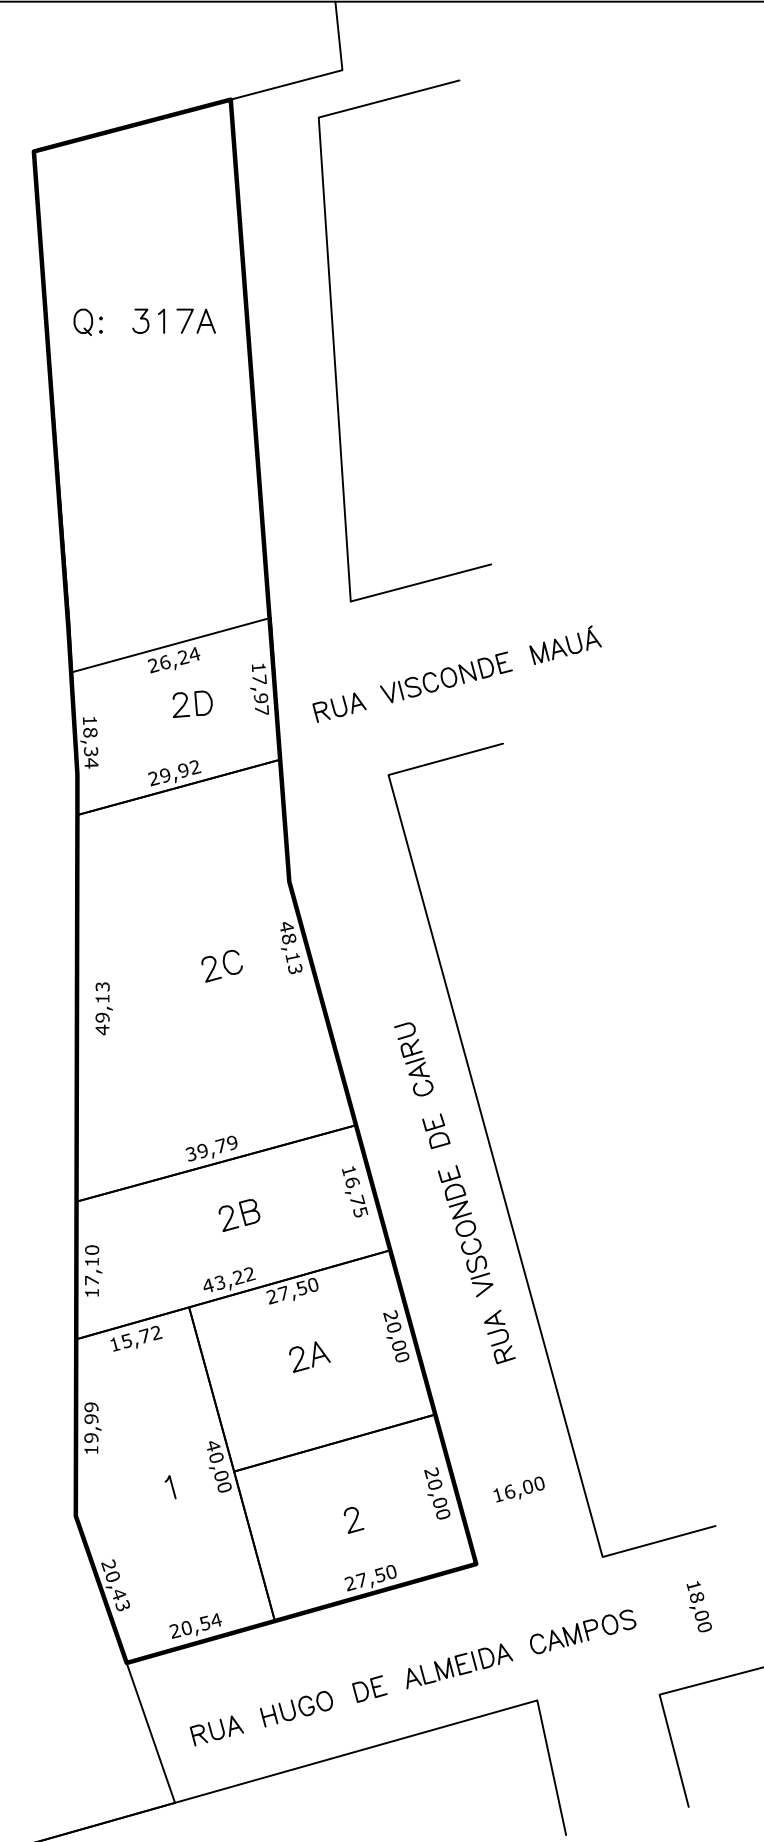 Q: 317A
26,24
2D
17,97
18,34
29,92
RUA VISCONDE MAUÁ
48,13
2C
49,13
39,79
2B
16,75
RUA VISCONDE DE CAIRU
17,10
43,22
27,50
15,72
2A
20,00
19,99
40,00
1
2
20,00
16,00
27,50
20,43
20,54
18,00
RUA HUGO DE ALMEIDA CAMPOS